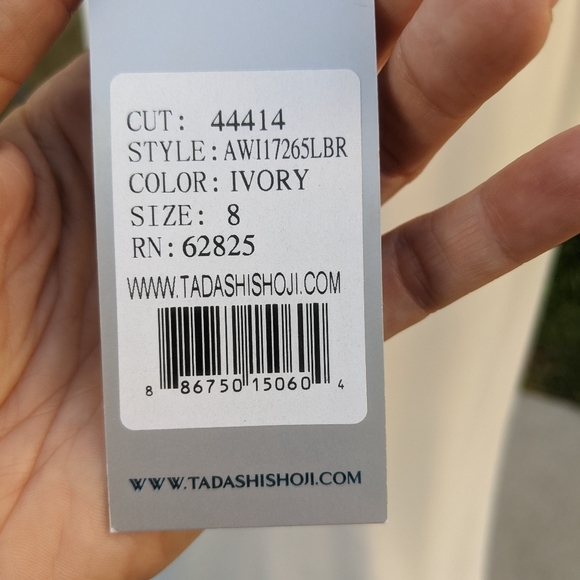 CUT: 44414
STYLE: AWI17265LBR
COLOR: IVORY
SIZE: 8
RN: 62825
WWW.TADASHISHOJI.COM
8 86750 15060 4
WWW.TADASHISHOJI.COM